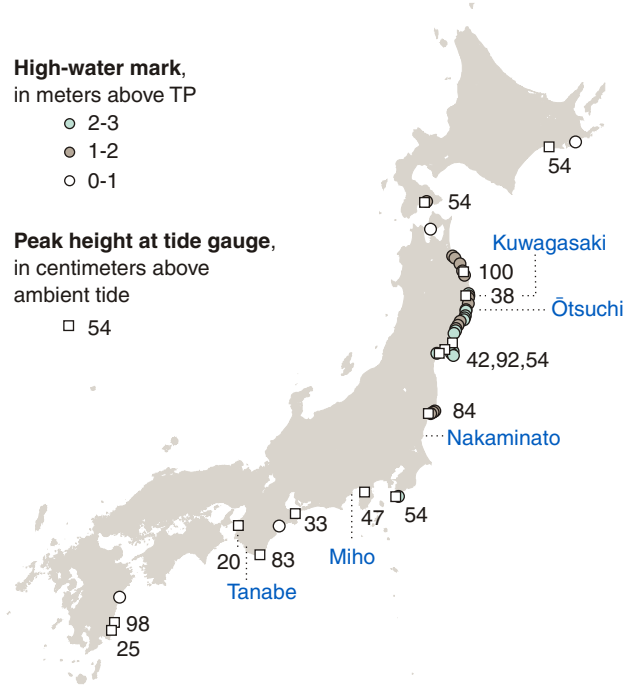 High-water mark,
in meters above TP
2-3
1-2
0-1
Peak height at tide gauge,
in centimeters above
ambient tide
54
54
54
Kuwagasaki
100
38
Ōtsuchi
42,92,54
84
Nakaminato
54
47
33
Miho
20
83
Tanabe
98
25